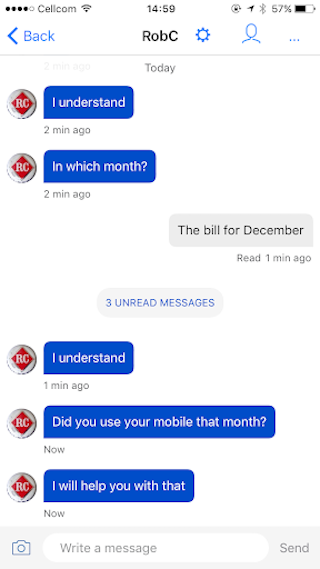 Cellcom 14:59 57%
Back RobC ...
2 min ago
Today
RC I understand
2 min ago
RC In which month?
2 min ago
The bill for December
Read 1 min ago
3 UNREAD MESSAGES
RC I understand
1 min ago
RC Did you use your mobile that month?
Now
RC I will help you with that
Now
Write a message Send